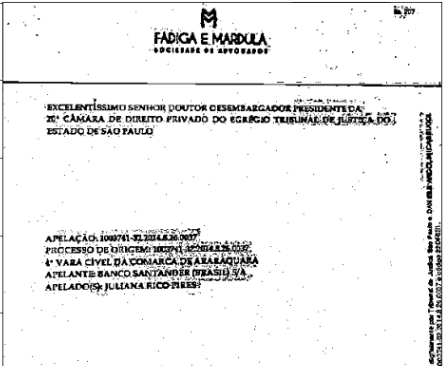 fls. 207
FADIGA E MARDULA
SOCIEDADE DE ADVOGADOS
EXCELENTÍSSIMO SENHOR DOUTOR DESEMBARGADOR PRESIDENTE DA
20ª CÂMARA DE DIREITO PRIVADO DO EGRÉGIO TRIBUNAL DE JUSTIÇA DO
ESTADO DE SÃO PAULO
APELAÇÃO: 1003741-32.2014.8.26.0037
PROCESSO DE ORIGEM: 1003741-32.2014.8.26.0037
4ª VARA CÍVEL DA COMARCA DE ARARAQUARA
APELANTE: BANCO SANTANDER (BRASIL) S/A
APELADO(S): JULIANA RICO PIRES